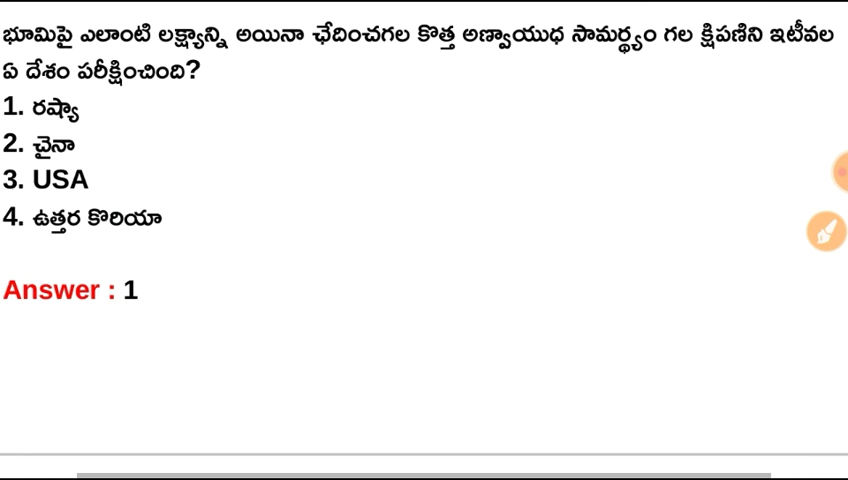 భూమిపై ఎలాంటి లక్ష్యాన్ని అయినా ఛేదించగల కొత్త అణ్వాయుధ సామర్థ్యం గల క్షిపణిని ఇటీవల
ఏ దేశం పరీక్షించింది?
1. రష్యా
2. చైనా
3. USA
4. ఉత్తర కొరియా
Answer : 1